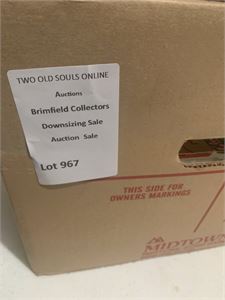 TWO OLD SOULS ONLINE
Auctions
Brimfield Collectors
Downsizing Sale
Auction Sale
Lot 967
THIS SIDE FOR
OWNERS MARKINGS
MIDTOWN